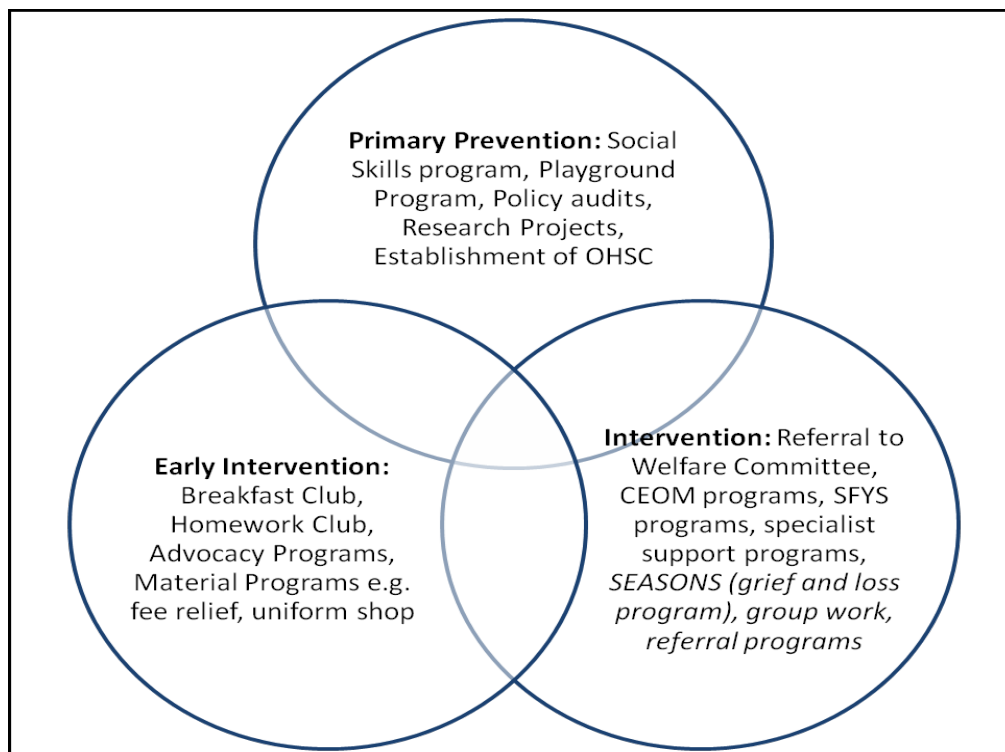 Primary Prevention: Social
Skills program, Playground
Program, Policy audits,
Research Projects,
Establishment of OHSC
Early Intervention:
Breakfast Club,
Homework Club,
Advocacy Programs,
Material Programs e.g.
fee relief, uniform shop
Intervention: Referral to
Welfare Committee,
CEOM programs, SFYS
programs, specialist
support programs,
SEASONS (grief and loss
program), group work,
referral programs